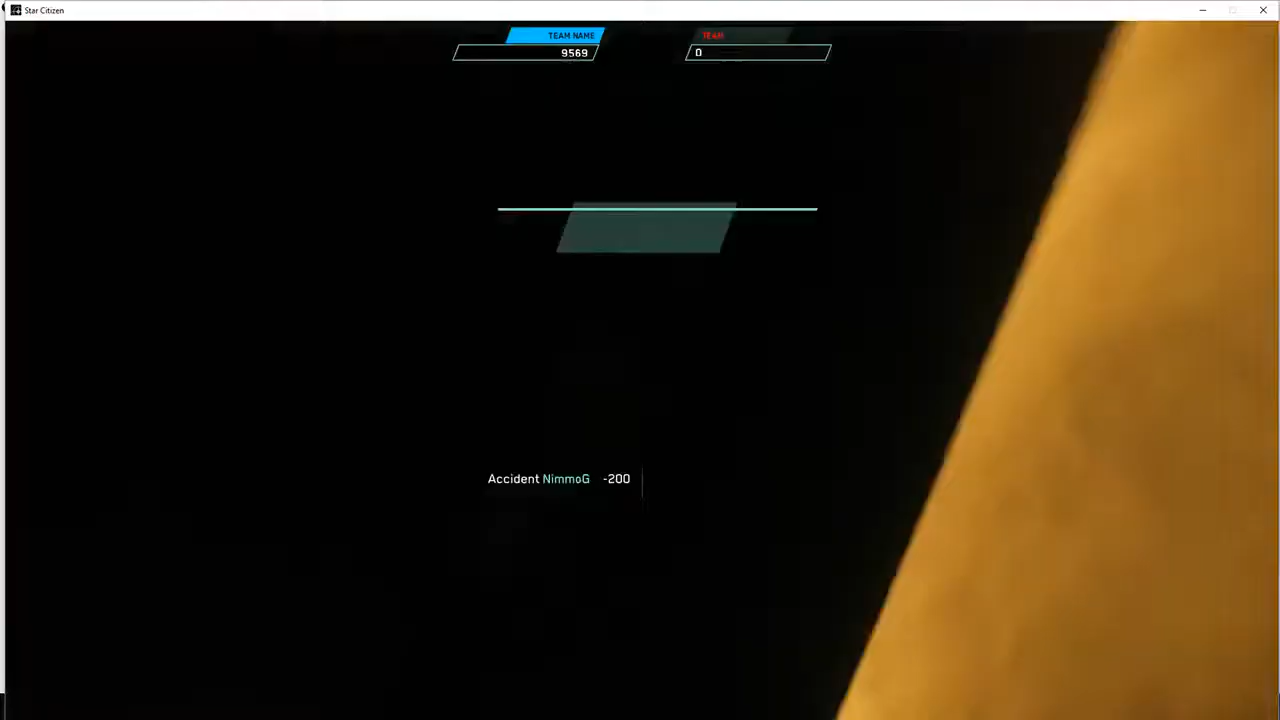 Star Citizen
TEAM NAME
9569
TEAM
0
Accident NimmoG -200